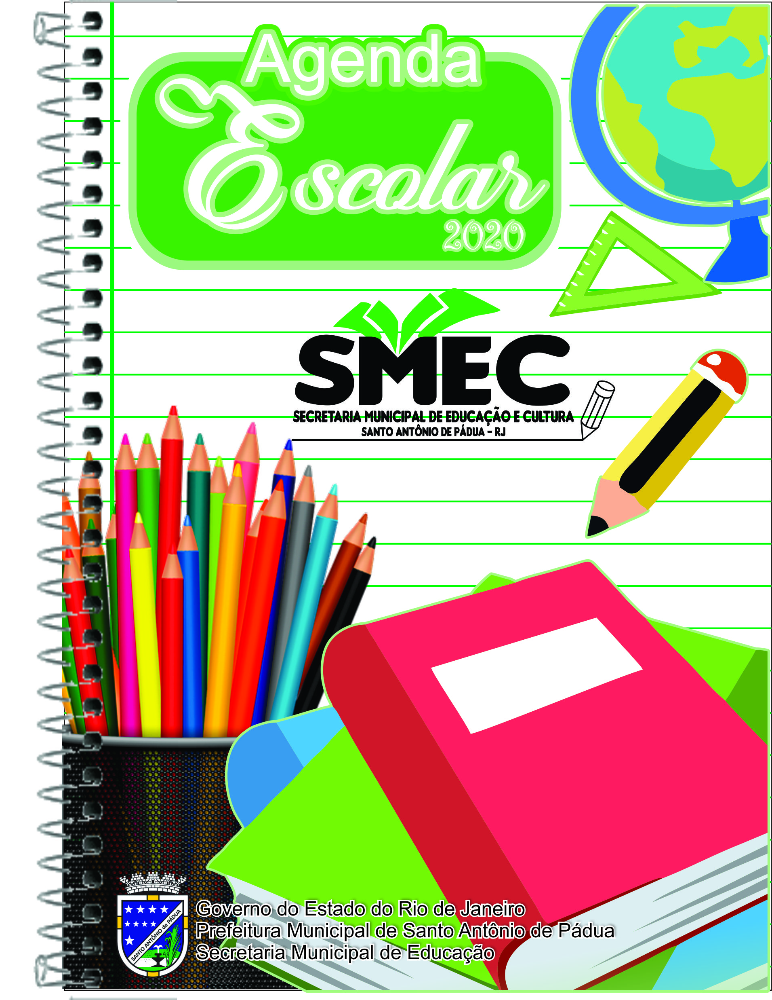 Agenda
Escolar
2020
SMEC
SECRETARIA MUNICIPAL DE EDUCAÇÃO E CULTURA
SANTO ANTÔNIO DE PÁDUA - RJ
SANTO ANTÔNIO de PÁDUA
Governo do Estado do Rio de Janeiro
Prefeitura Municipal de Santo Antônio de Pádua
Secretaria Municipal de Educação